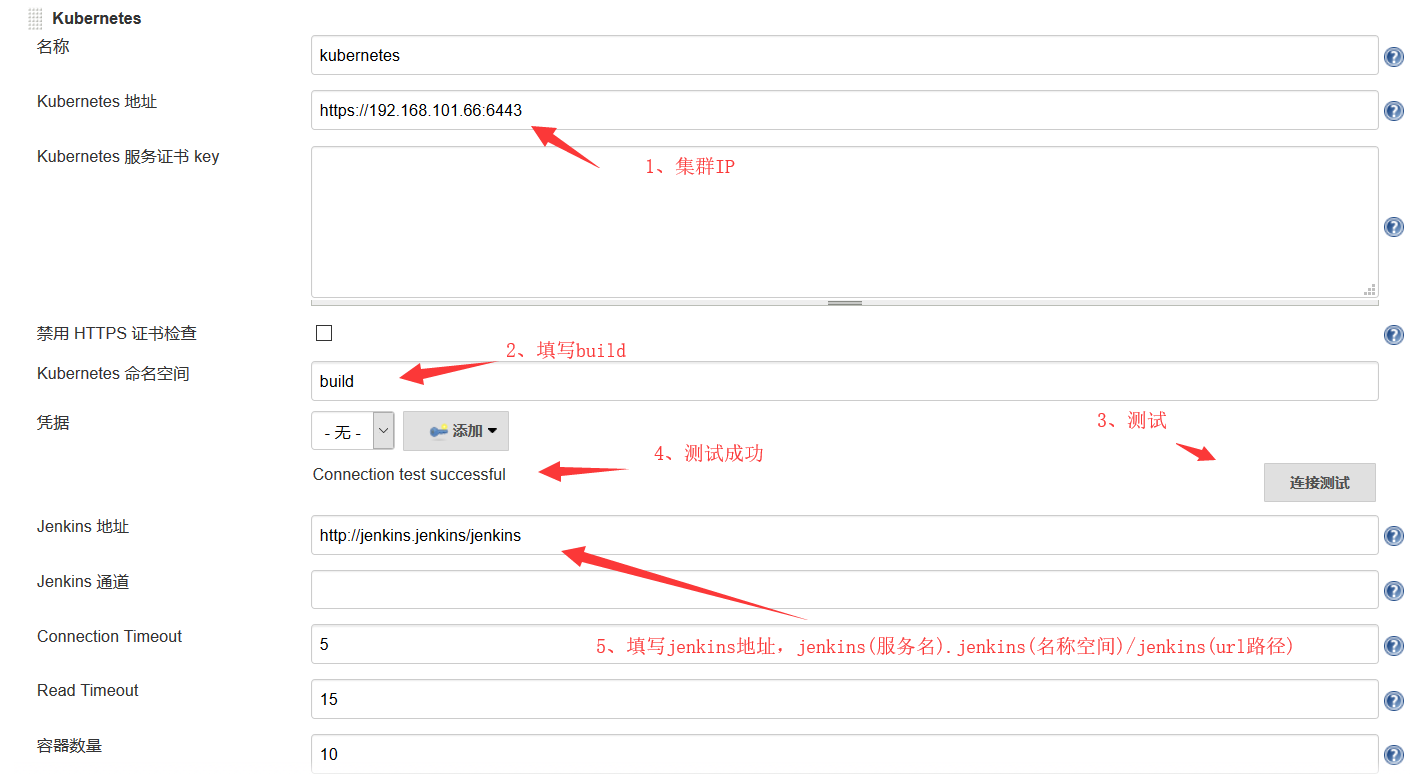 Kubernetes
名称
kubernetes
Kubernetes 地址
https://192.168.101.66:6443
1、集群IP
Kubernetes 服务证书 key
禁用 HTTPS 证书检查
2、填写build
Kubernetes 命名空间
build
凭据
- 无 -
添加
3、测试
4、测试成功
Connection test successful
连接测试
Jenkins 地址
http://jenkins.jenkins/jenkins
Jenkins 通道
Connection Timeout
5
5、填写jenkins地址，jenkins(服务名).jenkins(名称空间)/jenkins(url路径)
Read Timeout
15
容器数量
10